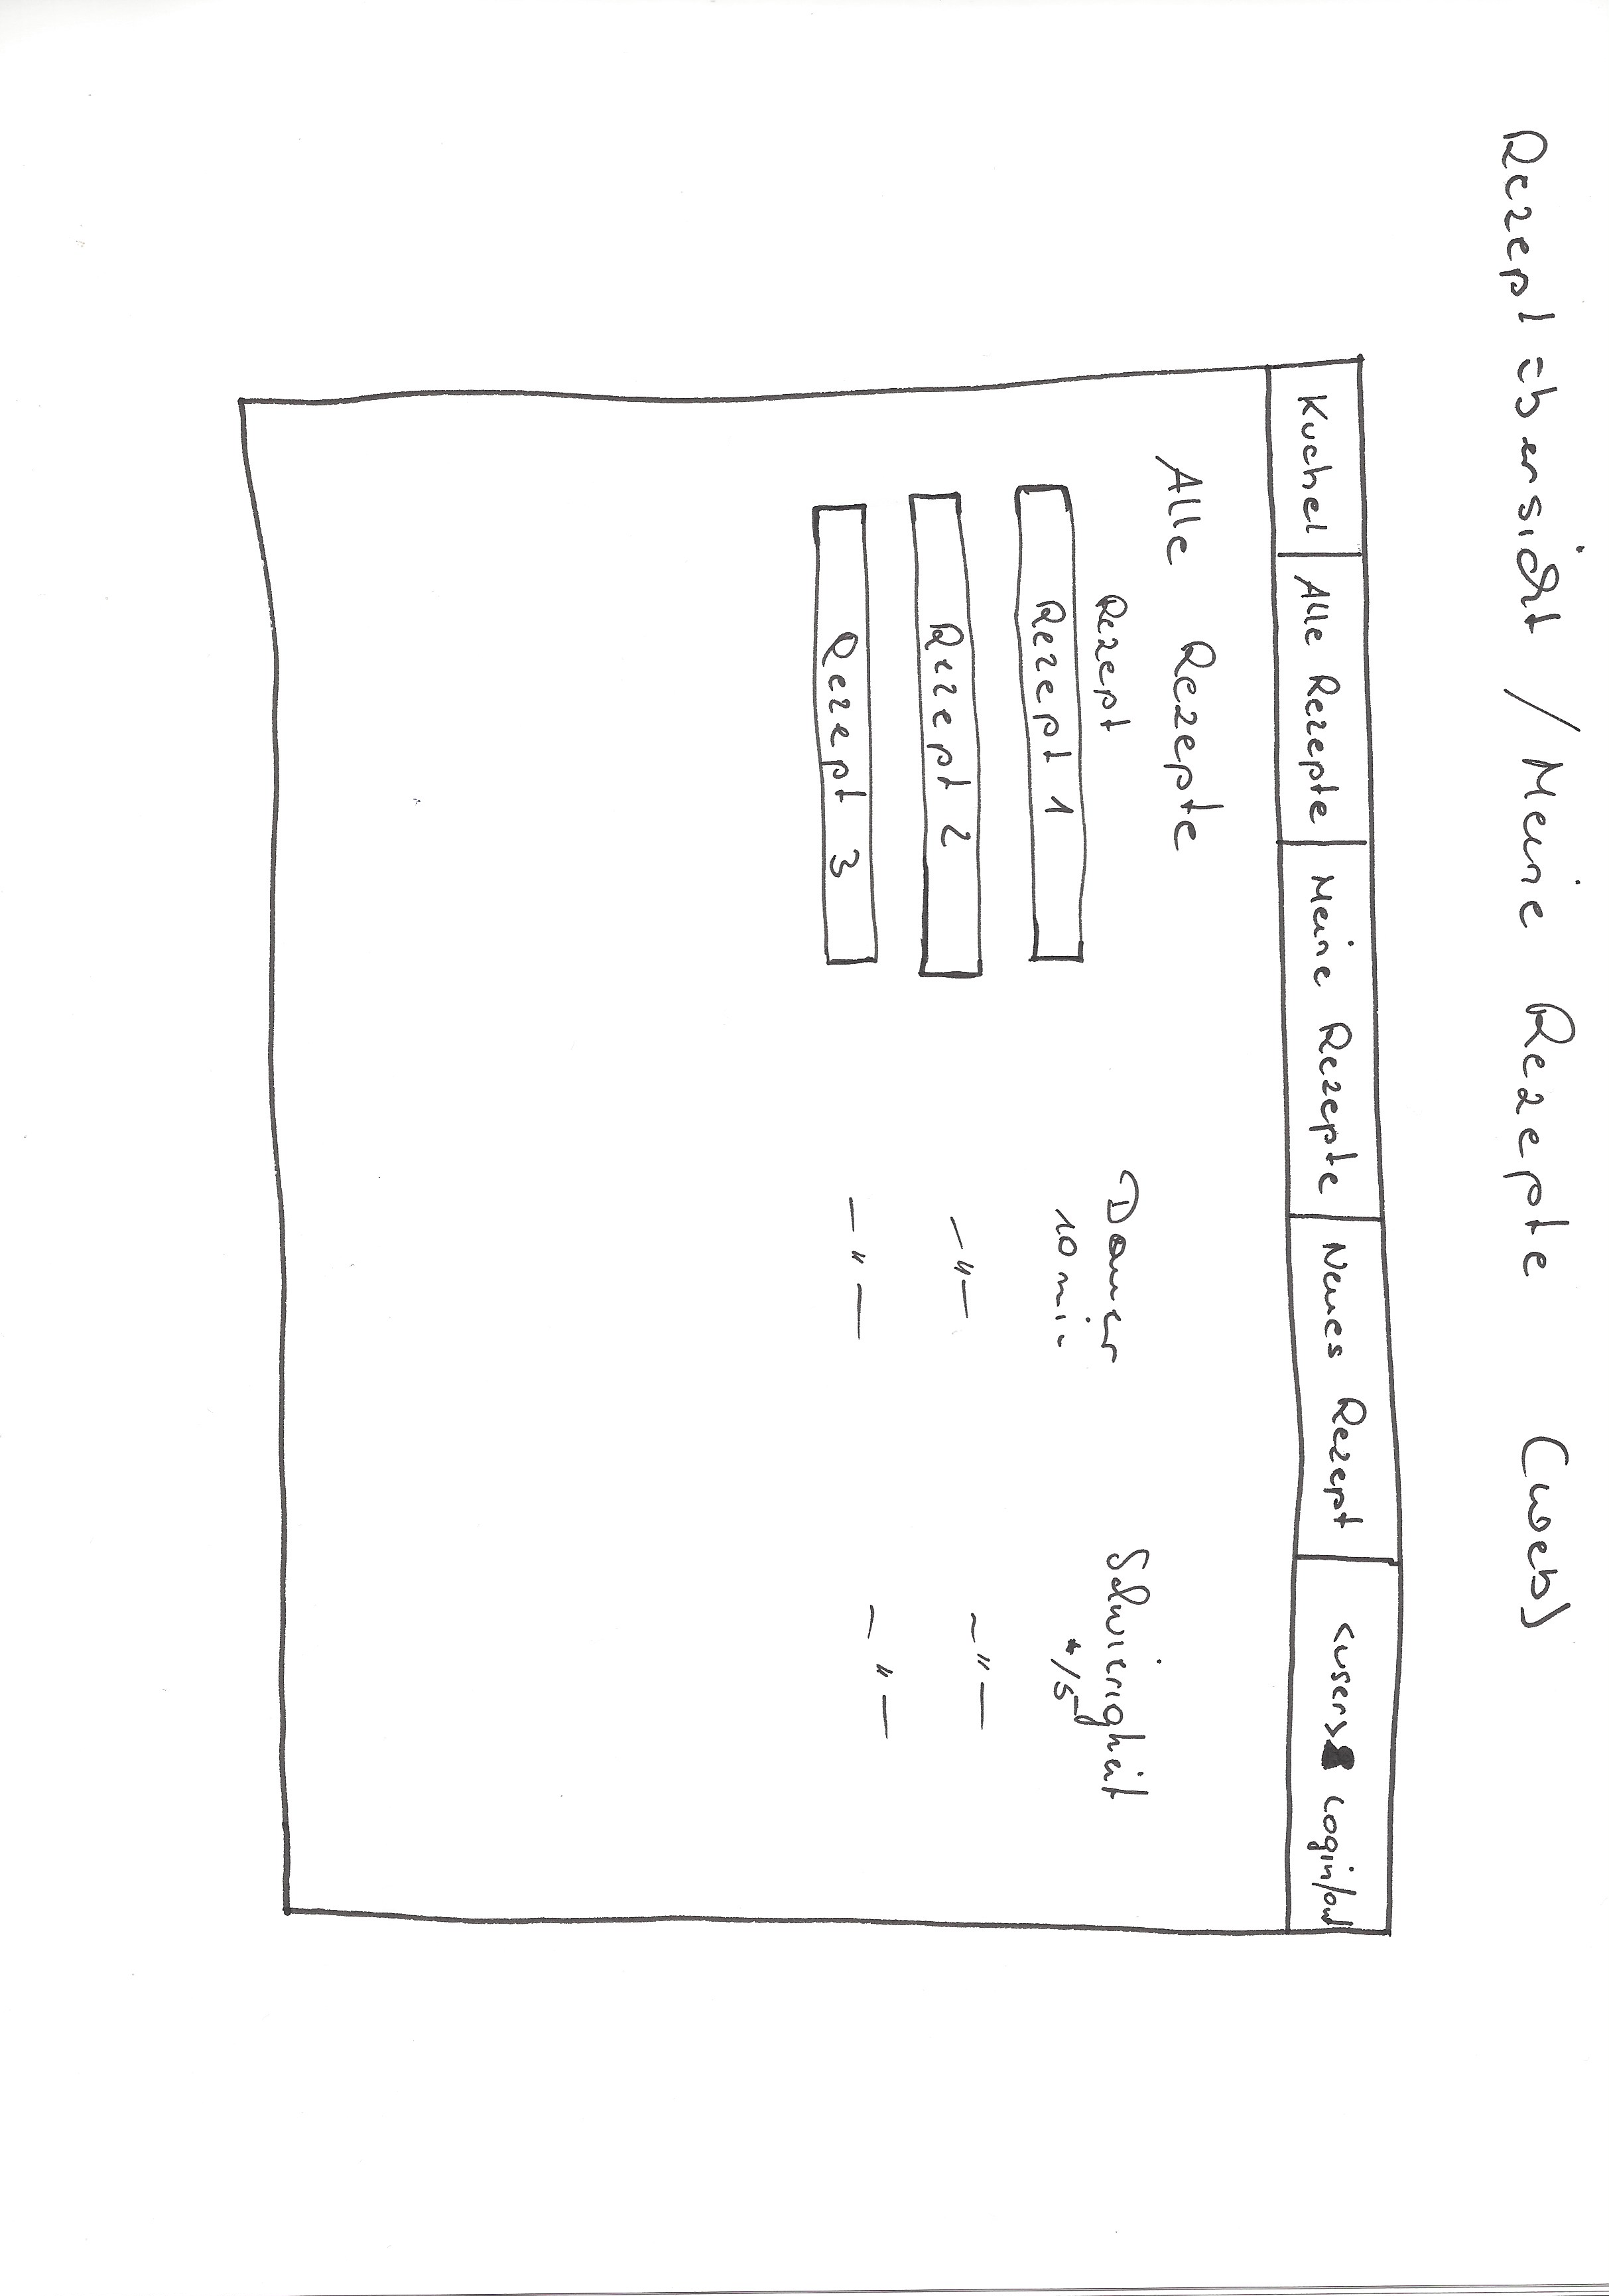 Rezeptübersicht / Meine Rezepte (web)
Kuchel Alle Rezepte Meine Rezepte Neues Rezept <user> Login/out
Alle Rezepte
Rezept Dauer Schwierigkeit
Rezept 1 10 min */5
Rezept 2 —"— —"—
Rezept 3 —"— —"—